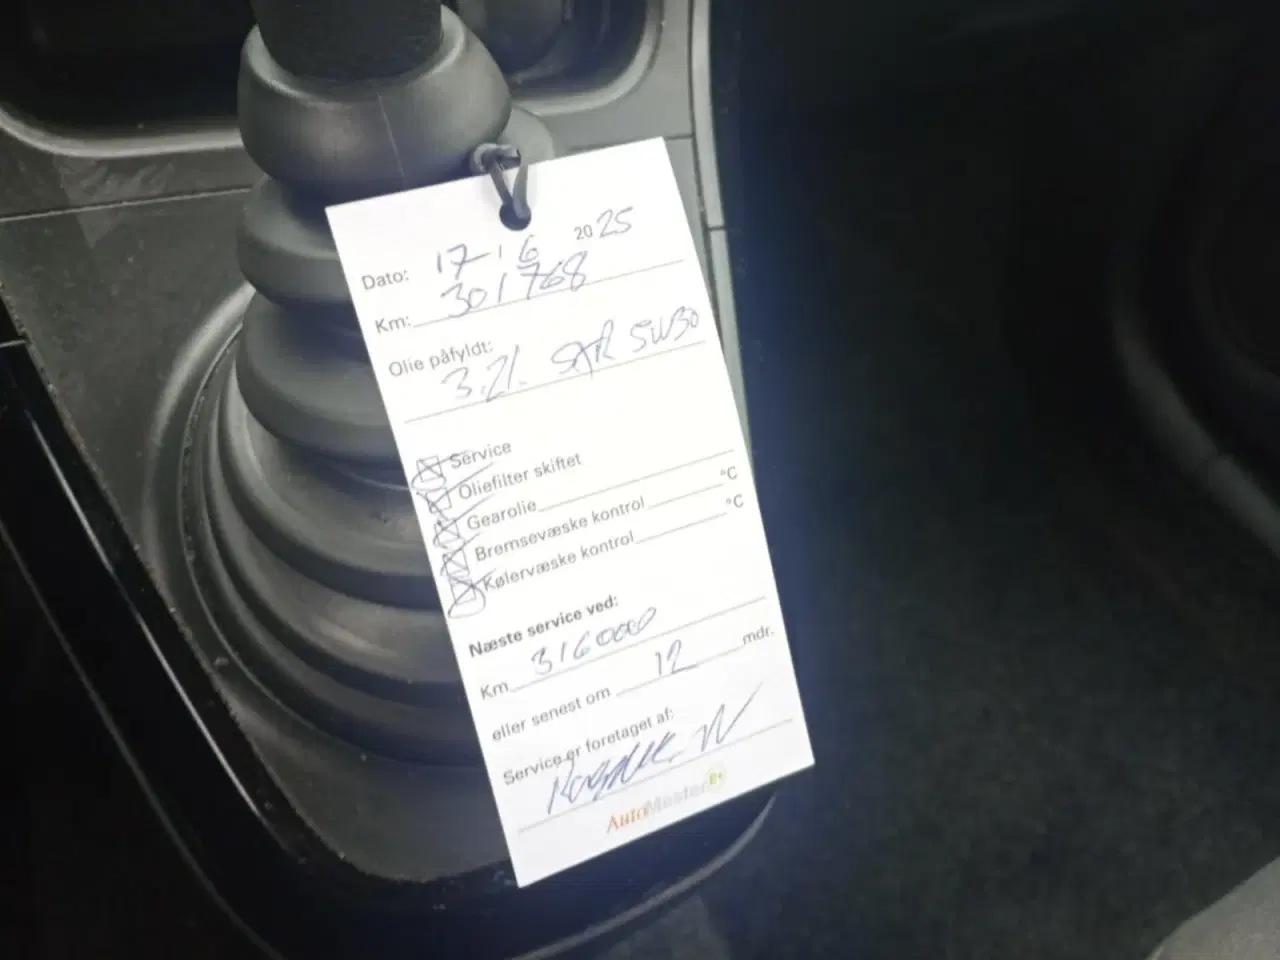 Dato: 17-16 2025
Km: 301768
Olie påfyldt:
3.2l. 5W30
Service
Oliefilter skiftet
Gearolie
Bremsevæske kontrol °C
Kølervæske kontrol °C
Næste service ved:
Km 316000
eller senest om 12 mdr.
Service er foretaget af:
AutoMester e+